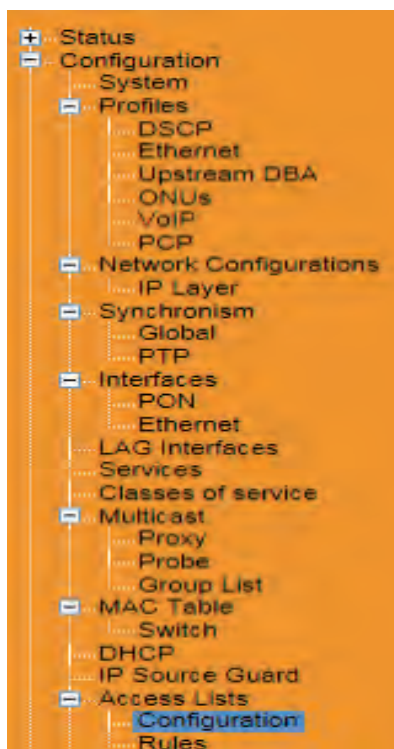 Status
Configuration
System
Profiles
DSCP
Ethernet
Upstream DBA
ONUs
VoIP
PCP
Network Configurations
IP Layer
Synchronism
Global
PTP
Interfaces
PON
Ethernet
LAG Interfaces
Services
Classes of service
Multicast
Proxy
Probe
Group List
MAC Table
Switch
DHCP
IP Source Guard
Access Lists
Configuration
Rules